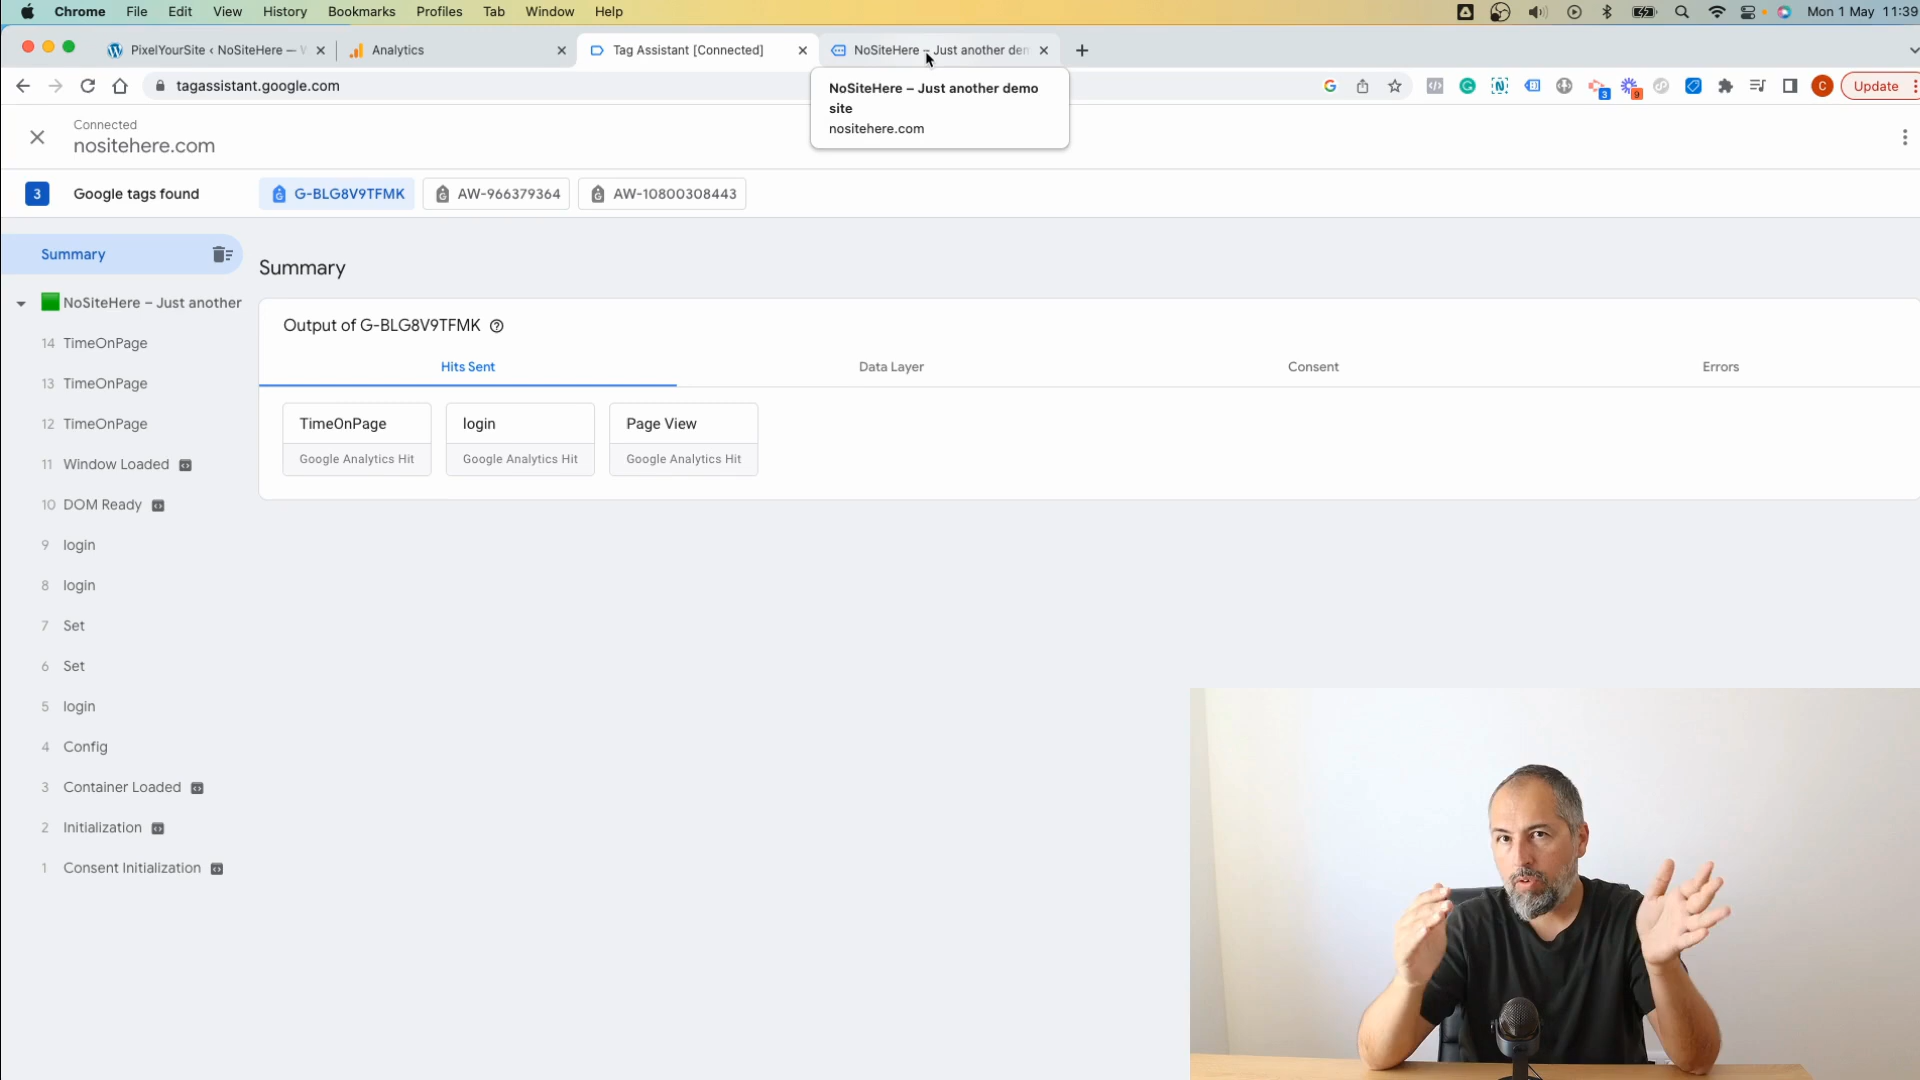 Chrome File Edit View History Bookmarks Profiles Tab Window Help Mon 1 May 11:39
PixelYourSite ‹ NoSiteHere — W
Analytics
Tag Assistant [Connected]
NoSiteHere – Just another dem
tagassistant.google.com
3
9
C
Update
NoSiteHere – Just another demo
site
nositehere.com
Connected
nositehere.com
3 Google tags found G-BLG8V9TFMK AW-966379364 AW-10800308443
Summary
NoSiteHere – Just another
14 TimeOnPage
13 TimeOnPage
12 TimeOnPage
11 Window Loaded
10 DOM Ready
9 login
8 login
7 Set
6 Set
5 login
4 Config
3 Container Loaded
2 Initialization
1 Consent Initialization
Summary
Output of G-BLG8V9TFMK
Hits Sent Data Layer Consent Errors
TimeOnPage login Page View
Google Analytics Hit Google Analytics Hit Google Analytics Hit